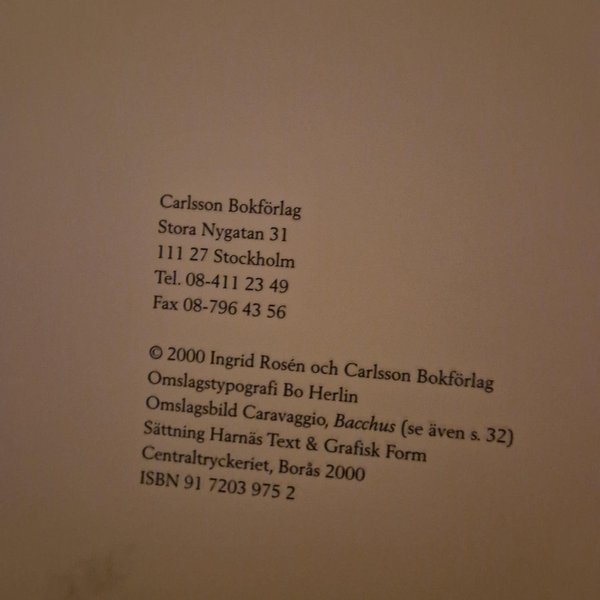 Carlsson Bokförlag
Stora Nygatan 31
111 27 Stockholm
Tel. 08-411 23 49
Fax 08-796 43 56
© 2000 Ingrid Rosén och Carlsson Bokförlag
Omslagstypografi Bo Herlin
Omslagsbild Caravaggio, Bacchus (se även s. 32)
Sättning Harnäs Text & Grafisk Form
Centraltryckeriet, Borås 2000
ISBN 91 7203 975 2